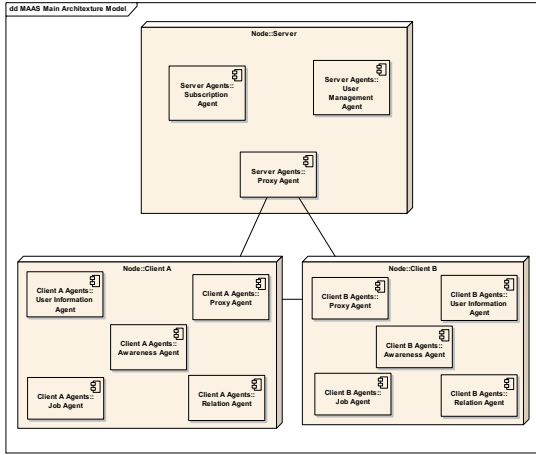 dd MAAS Main Architexture Model
Node::Server
Server Agents::
Subscription
Agent
Server Agents::
User
Management
Agent
Server Agents::
Proxy Agent
Node::Client A
Client A Agents::
User Information
Agent
Client A Agents::
Proxy Agent
Client A Agents::
Awareness Agent
Client A Agents::
Job Agent
Client A Agents::
Relation Agent
Node::Client B
Client B Agents::
Proxy Agent
Client B Agents::
User Information
Agent
Client B Agents::
Awareness Agent
Client B Agents::
Job Agent
Client B Agents::
Relation Agent